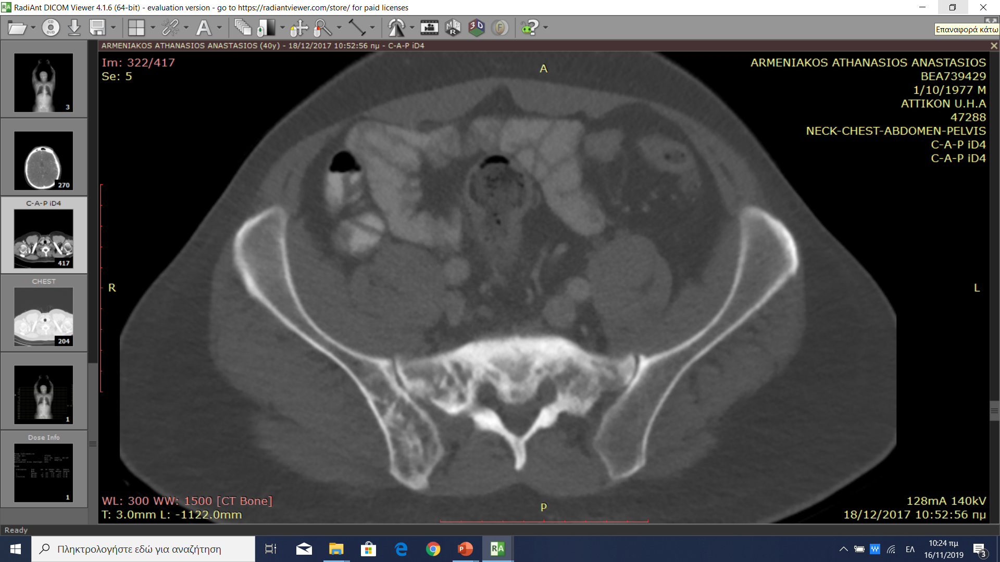 RadiAnt DICOM Viewer 4.1.6 (64-bit) - evaluation version - go to https://radiantviewer.com/store/ for paid licenses
Επαναφορά κάτω
ARMENIAKOS ATHANASIOS ANASTASIOS (40y) - 18/12/2017 10:52:56 πμ - C-A-P iD4
3
270
C-A-P iD4
417
CHEST
204
1
Dose Info
1
Im: 322/417
Se: 5
A
ARMENIAKOS ATHANASIOS ANASTASIOS
BEA739429
1/10/1977 M
ATTIKON U.H.A
47288
NECK-CHEST-ABDOMEN-PELVIS
C-A-P iD4
C-A-P iD4
R
L
WL: 300 WW: 1500 [CT Bone]
T: 3.0mm L: -1122.0mm
P
128mA 140kV
18/12/2017 10:52:56 πμ
Ready
Πληκτρολογήστε εδώ για αναζήτηση
ΕΛ
10:24 πμ
16/11/2019
3